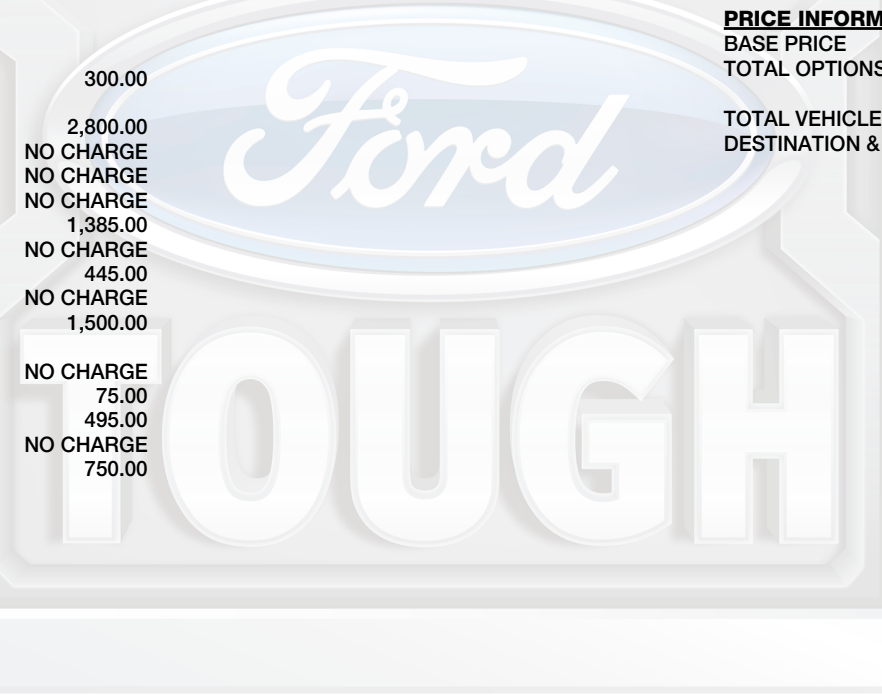 300.00
2,800.00
NO CHARGE
NO CHARGE
NO CHARGE
1,385.00
NO CHARGE
445.00
NO CHARGE
1,500.00
NO CHARGE
75.00
495.00
NO CHARGE
750.00
PRICE INFORM
BASE PRICE
TOTAL OPTIONS
TOTAL VEHICLE
DESTINATION &
Ford
TOUGH